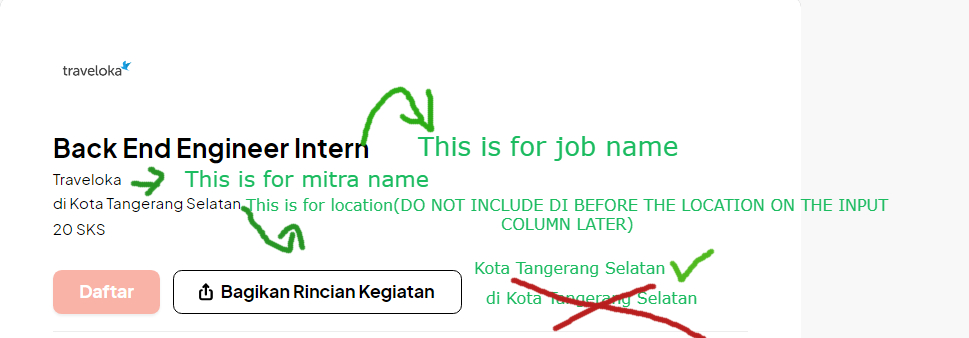 traveloka
Back End Engineer Intern
This is for job name
Traveloka
This is for mitra name
di Kota Tangerang Selatan
This is for location(DO NOT INCLUDE DI BEFORE THE LOCATION ON THE INPUT
COLUMN LATER)
20 SKS
Kota Tangerang Selatan
di Kota Tangerang Selatan
Daftar
Bagikan Rincian Kegiatan